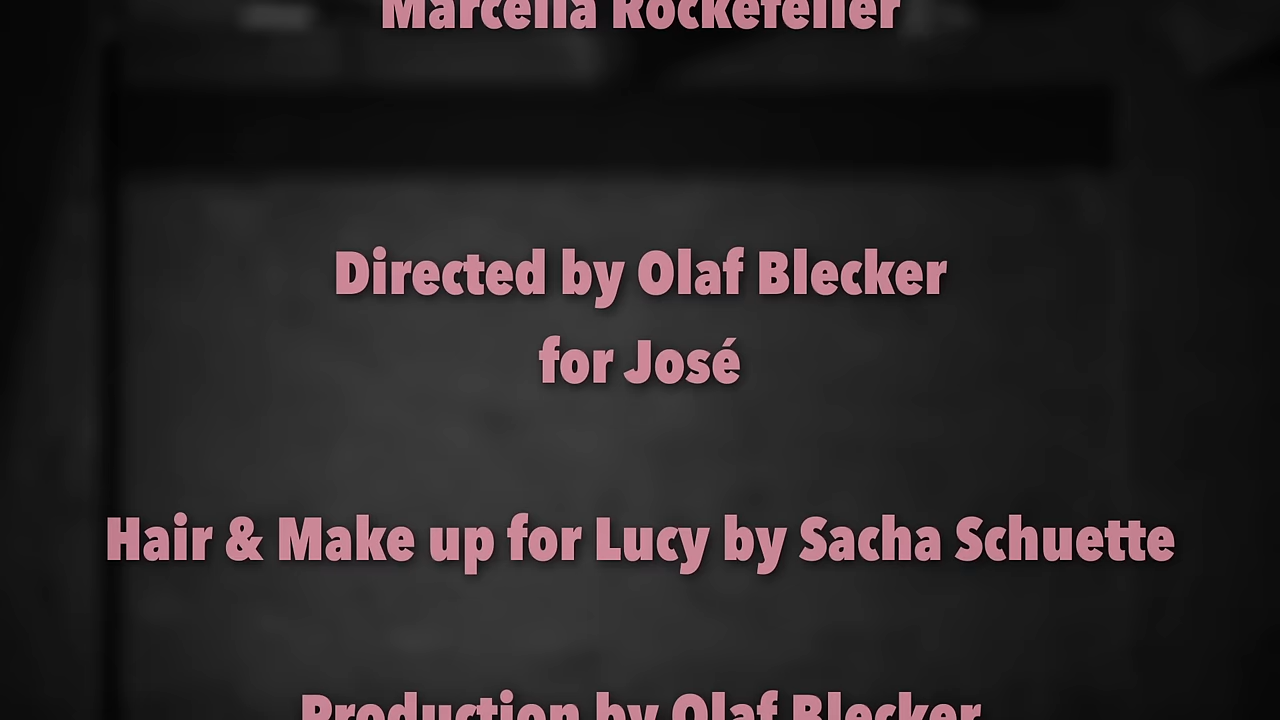 Marcella Rockefeller
Directed by Olaf Blecker
for José
Hair & Make up for Lucy by Sacha Schuette
Production by Olaf Blecker